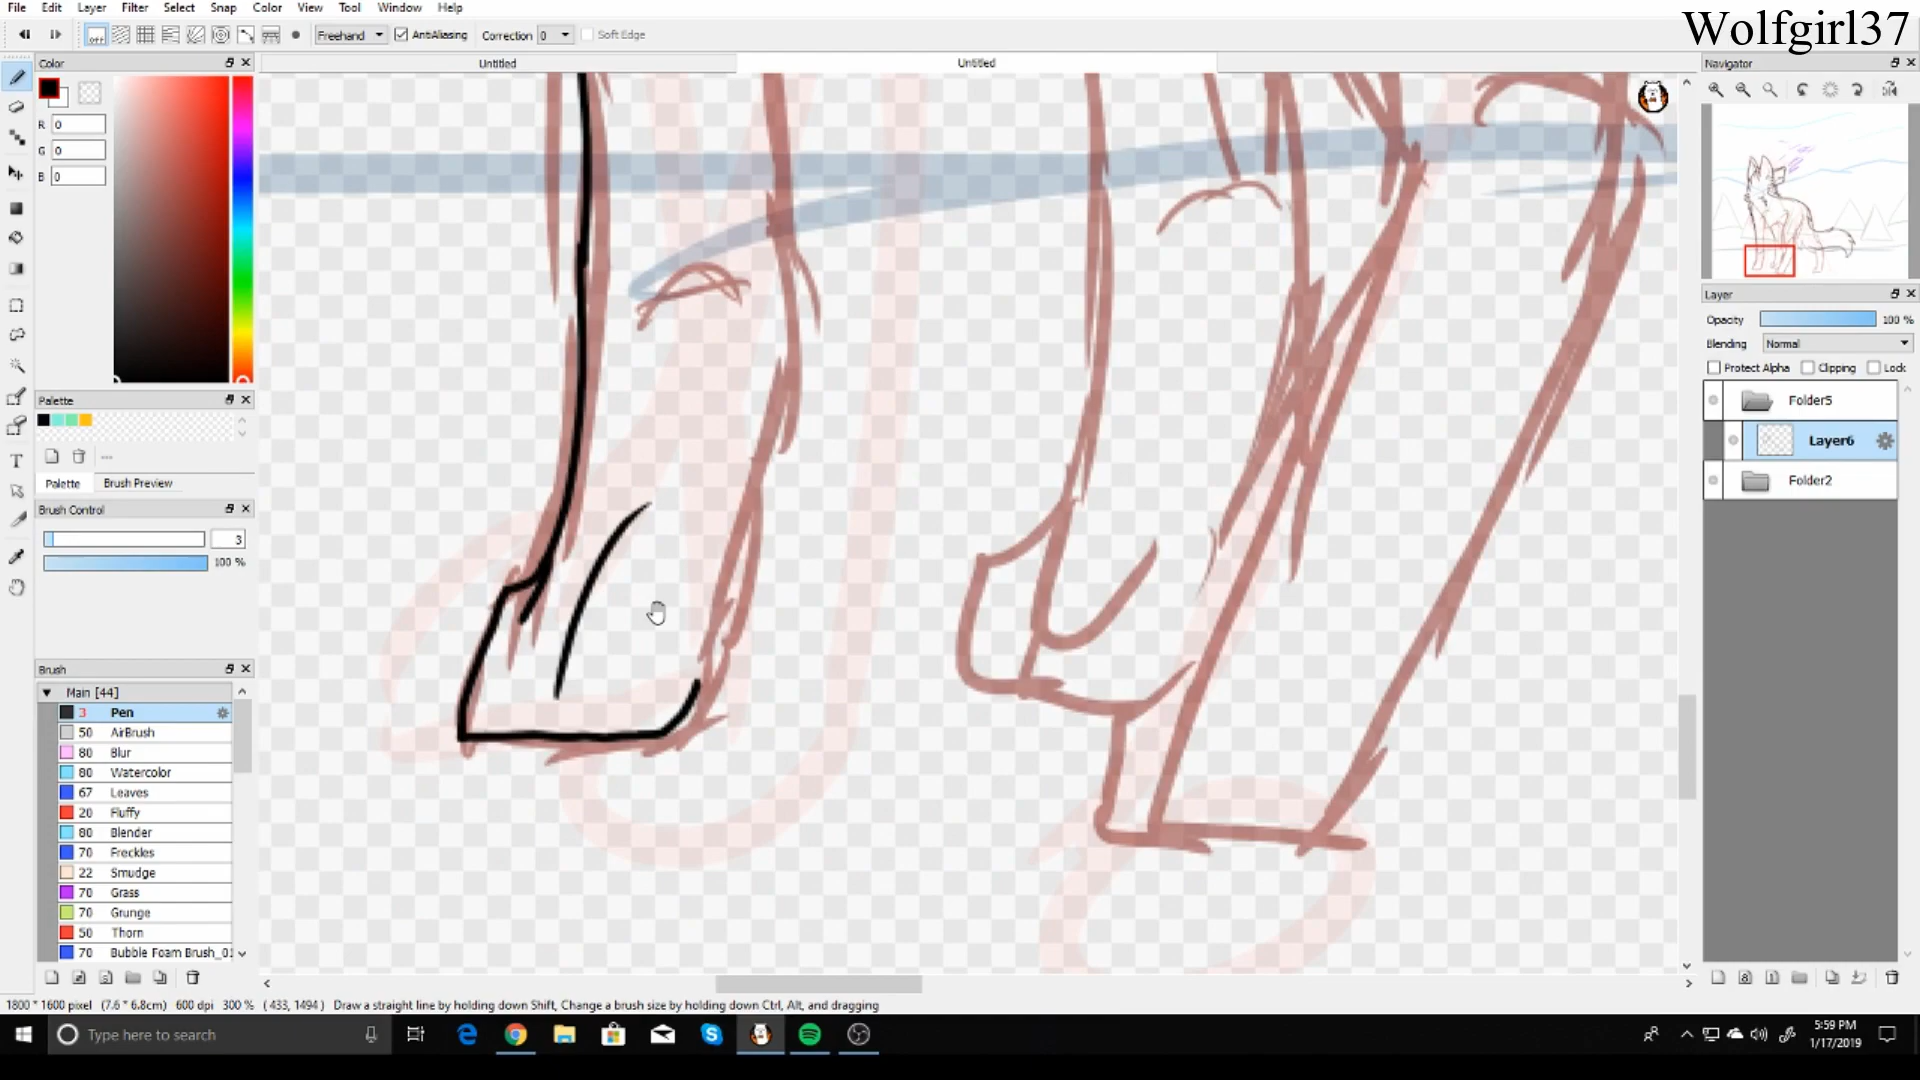 File Edit Layer Filter Select Snap Color View Tool Window Help
Wolfgirl37
off Freehand AntiAliasing Correction 0 Soft Edge
Color
Untitled
Untitled
Navigator
R 0
G 0
B 0
Layer
Opacity 100 %
Blending Normal
Protect Alpha Clipping Lock
Palette
Folder5
Layer6
Folder2
---
Palette Brush Preview
Brush Control
3
100 %
Brush
Main [44]
3 Pen
50 AirBrush
80 Blur
80 Watercolor
67 Leaves
20 Fluffy
80 Blender
70 Freckles
22 Smudge
70 Grass
70 Grunge
50 Thorn
70 Bubble Foam Brush_01
1800 * 1600 pixel (7.6 * 6.8cm) 600 dpi 300 % ( 433, 1494 ) Draw a straight line by holding down Shift, Change a brush size by holding down Ctrl, Alt, and dragging
Type here to search
5:59 PM
1/17/2019